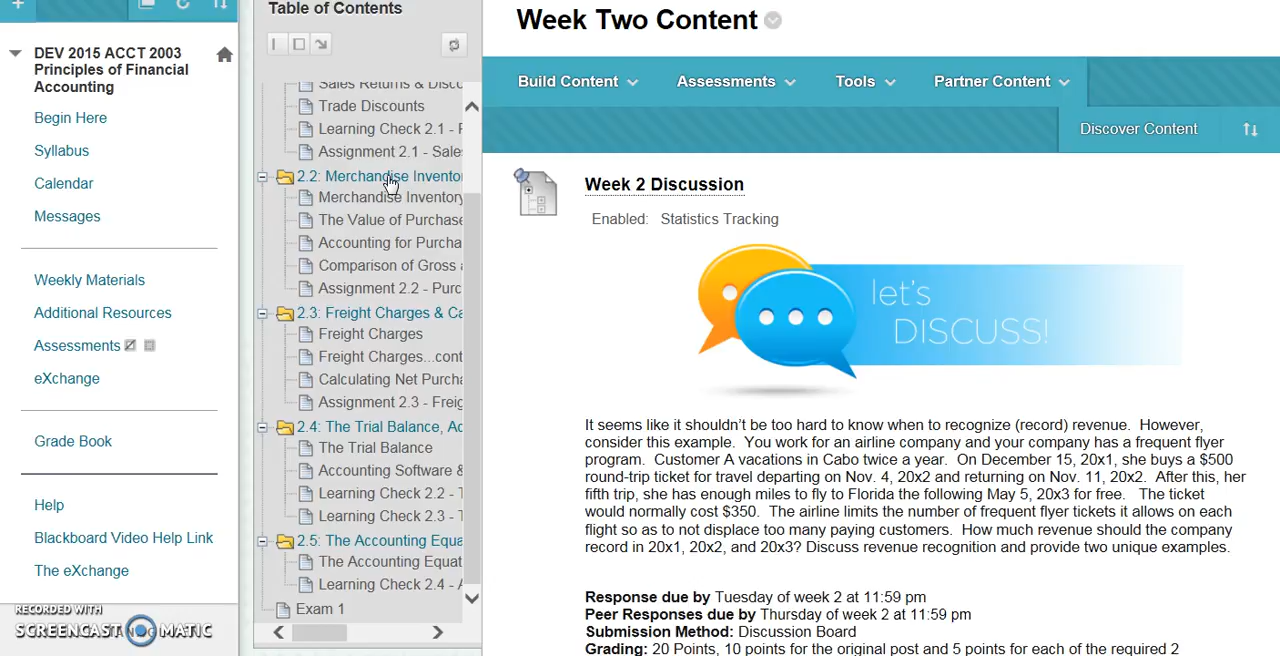 DEV 2015 ACCT 2003
Principles of Financial
Accounting
Begin Here
Syllabus
Calendar
Messages
Weekly Materials
Additional Resources
Assessments
eXchange
Grade Book
Help
Blackboard Video Help Link
The eXchange
RECORDED WITH
SCREENCAST-O-MATIC
Table of Contents
Sales Returns & Disco
Trade Discounts
Learning Check 2.1 - F
Assignment 2.1 - Sale
2.2: Merchandise Invento
Merchandise Inventory
The Value of Purchase
Accounting for Purcha
Comparison of Gross a
Assignment 2.2 - Purc
2.3: Freight Charges & Ca
Freight Charges
Freight Charges...cont
Calculating Net Purcha
Assignment 2.3 - Freig
2.4: The Trial Balance, Ac
The Trial Balance
Accounting Software &
Learning Check 2.2 - T
Learning Check 2.3 - T
2.5: The Accounting Equa
The Accounting Equat
Learning Check 2.4 - A
Exam 1
Week Two Content
Build Content
Assessments
Tools
Partner Content
Discover Content
Week 2 Discussion
Enabled: Statistics Tracking
let's
DISCUSS!
It seems like it shouldn't be too hard to know when to recognize (record) revenue. However,
consider this example. You work for an airline company and your company has a frequent flyer
program. Customer A vacations in Cabo twice a year. On December 15, 20x1, she buys a $500
round-trip ticket for travel departing on Nov. 4, 20x2 and returning on Nov. 11, 20x2. After this, her
fifth trip, she has enough miles to fly to Florida the following May 5, 20x3 for free. The ticket
would normally cost $350. The airline limits the number of frequent flyer tickets it allows on each
flight so as to not displace too many paying customers. How much revenue should the company
record in 20x1, 20x2, and 20x3? Discuss revenue recognition and provide two unique examples.
Response due by Tuesday of week 2 at 11:59 pm
Peer Responses due by Thursday of week 2 at 11:59 pm
Submission Method: Discussion Board
Grading: 20 Points, 10 points for the original post and 5 points for each of the required 2